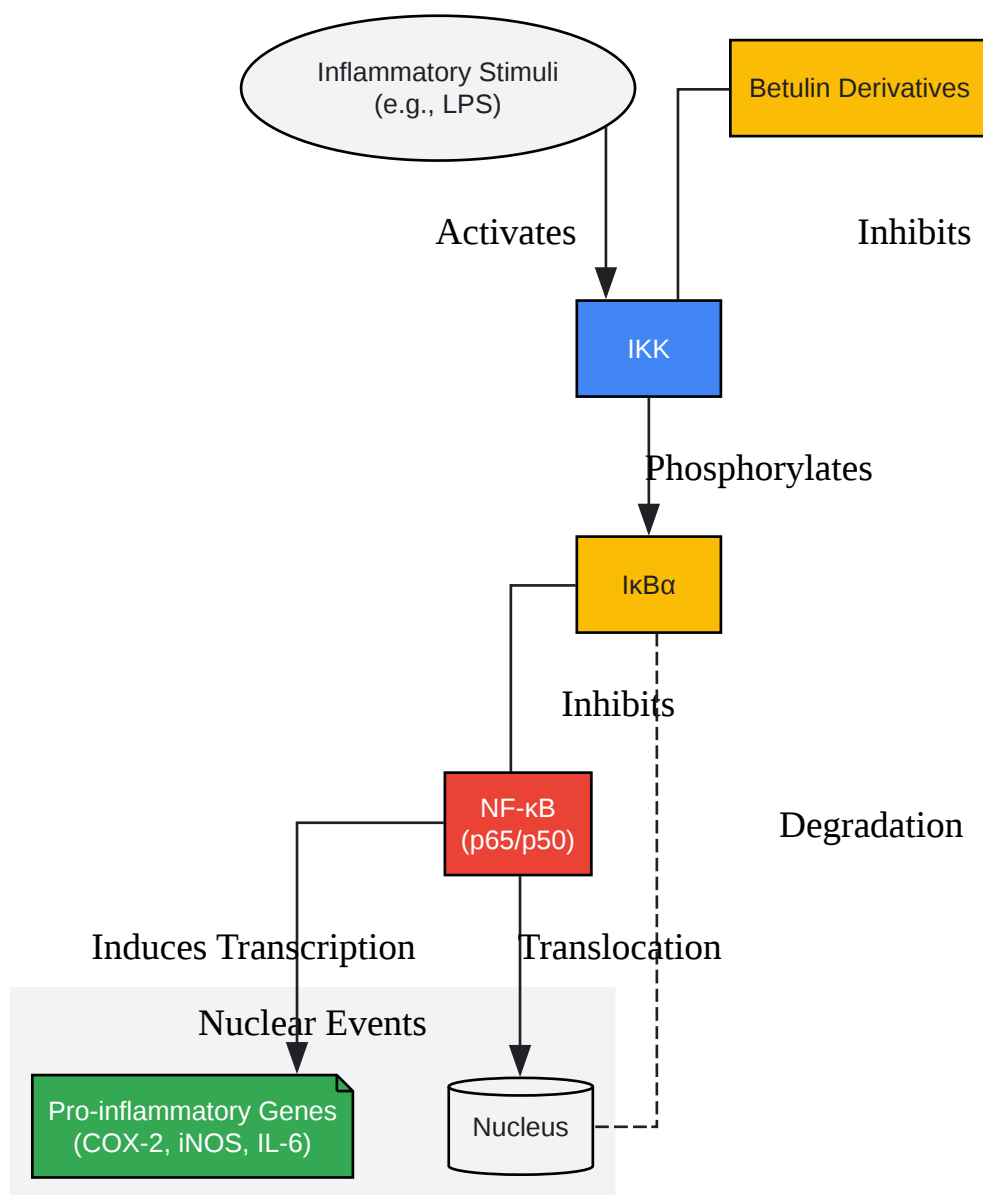 Inflammatory Stimuli
(e.g., LPS)
Betulin Derivatives
Activates
Inhibits
IKK
Phosphorylates
IκBα
Inhibits
NF-κB
(p65/p50)
Degradation
Induces Transcription
Translocation
Nuclear Events
Pro-inflammatory Genes
(COX-2, iNOS, IL-6)
Nucleus